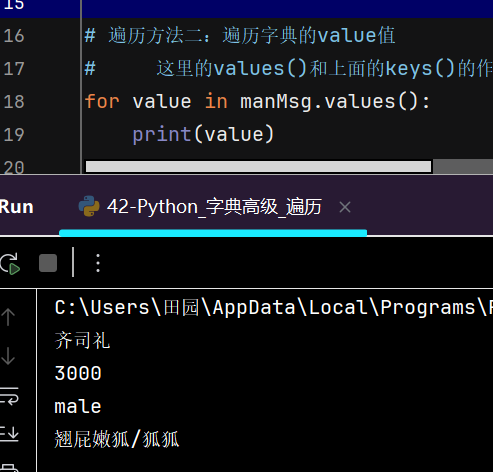 15
16 # 遍历方法二：遍历字典的value值
17 #     这里的values()和上面的keys()的作
18 for value in manMsg.values():
19     print(value)
20
Run 42-Python_字典高级_遍历
C:\Users\田园\AppData\Local\Programs\
齐司礼
3000
male
翘屁嫩狐/狐狐